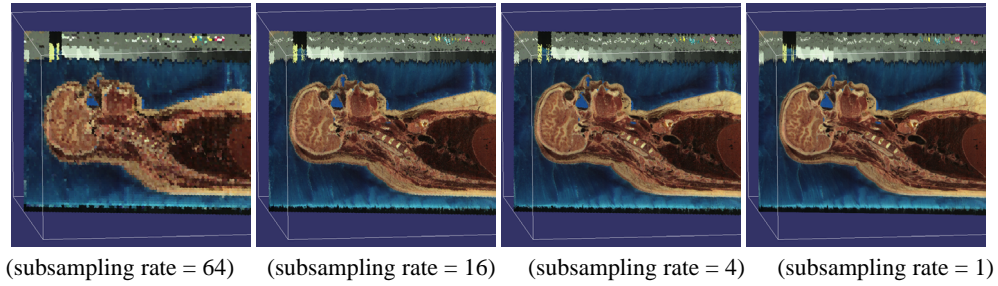 (subsampling rate = 64) (subsampling rate = 16) (subsampling rate = 4) (subsampling rate = 1)